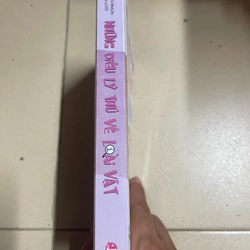 NHỮNG ĐIỀU LÝ THÚ VỀ LOÀI VẬT